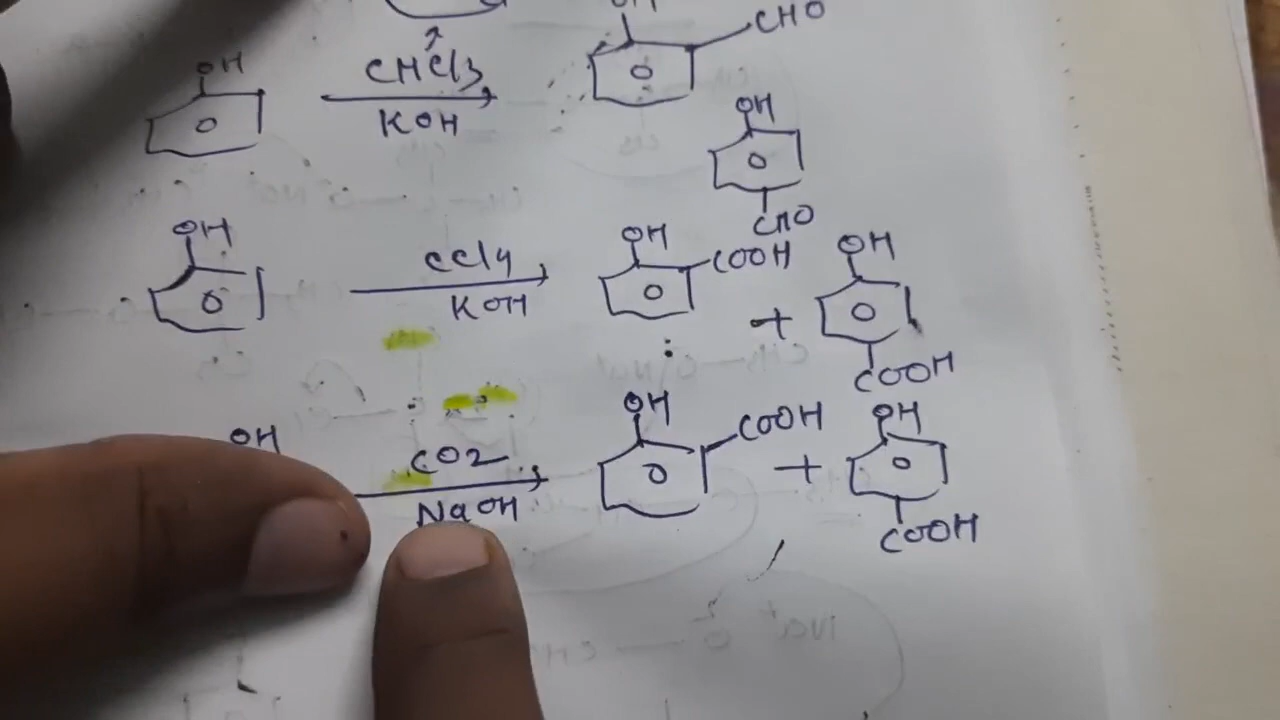 OH CHO
OH CHCl3
KOH
OH
CHO
OH CCl4 OH COOH OH
KOH +
COOH
OH CO2 OH COOH + OH
NaOH
COOH